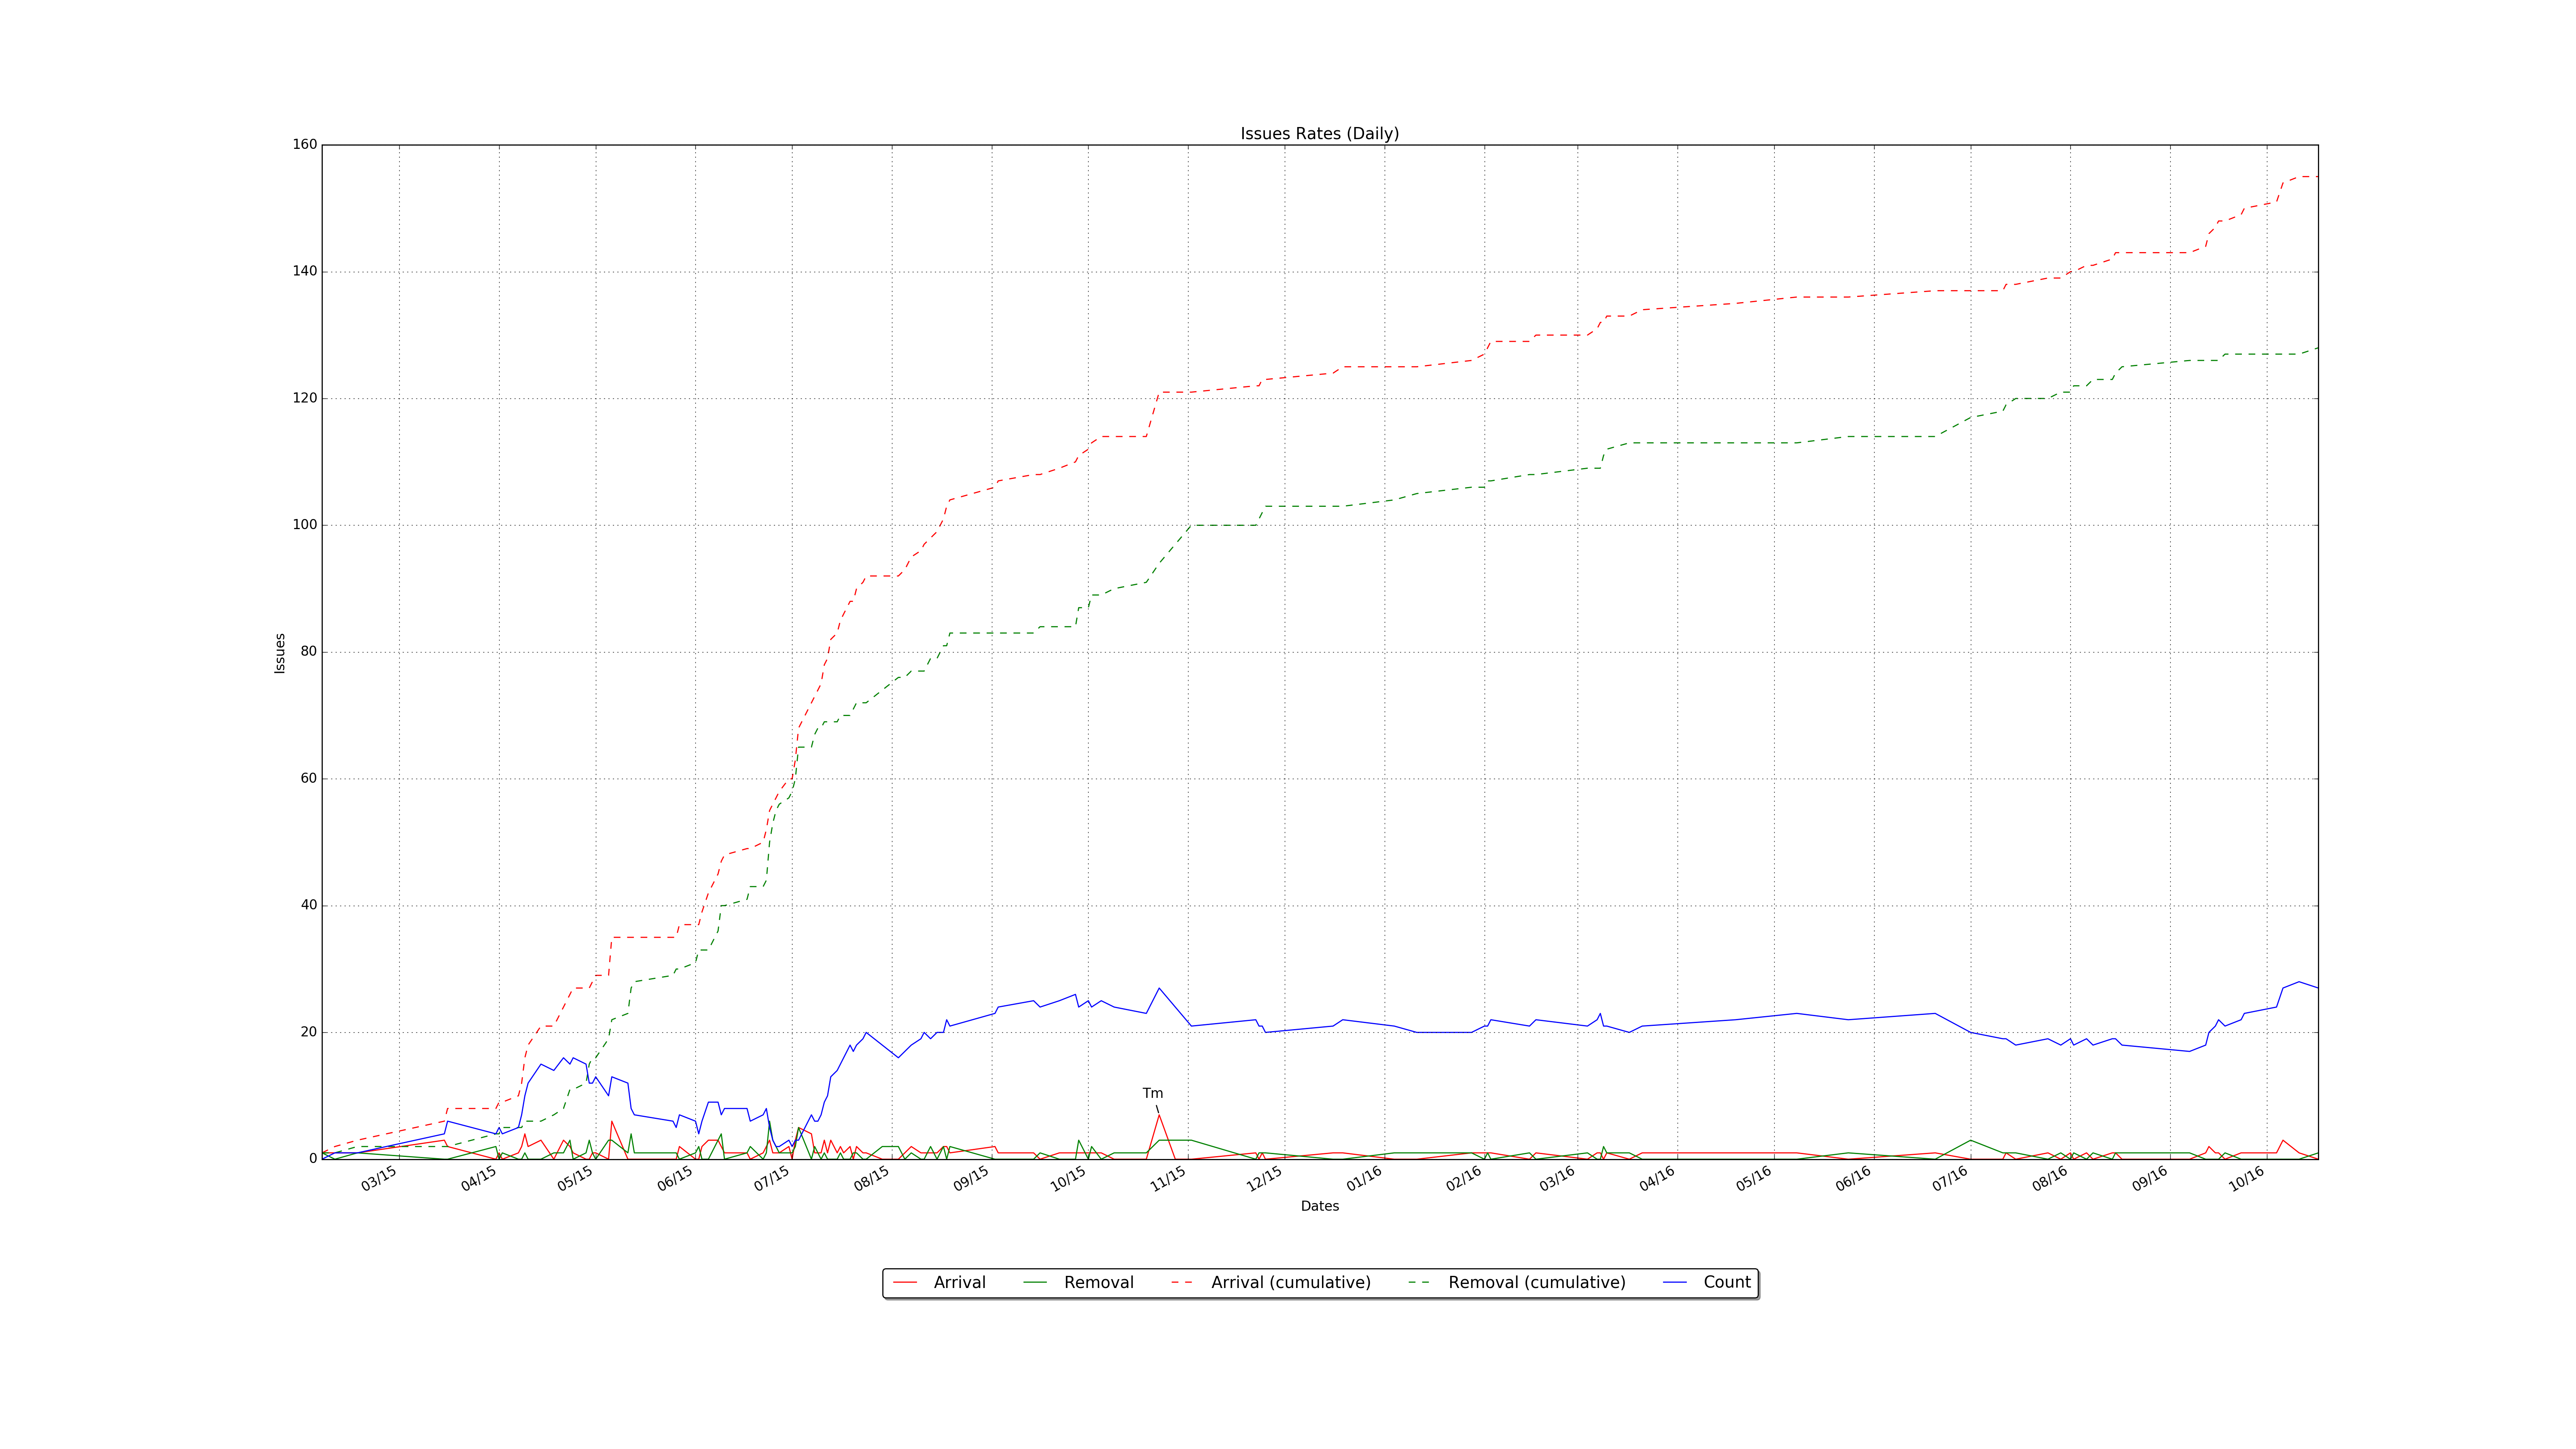 Issues Rates (Daily)
160
140
120
100
80
60
40
20
0
Issues
Tm
03/15 04/15 05/15 06/15 07/15 08/15 09/15 10/15 11/15 12/15 01/16 02/16 03/16 04/16 05/16 06/16 07/16 08/16 09/16 10/16
Dates
Arrival Removal Arrival (cumulative) Removal (cumulative) Count